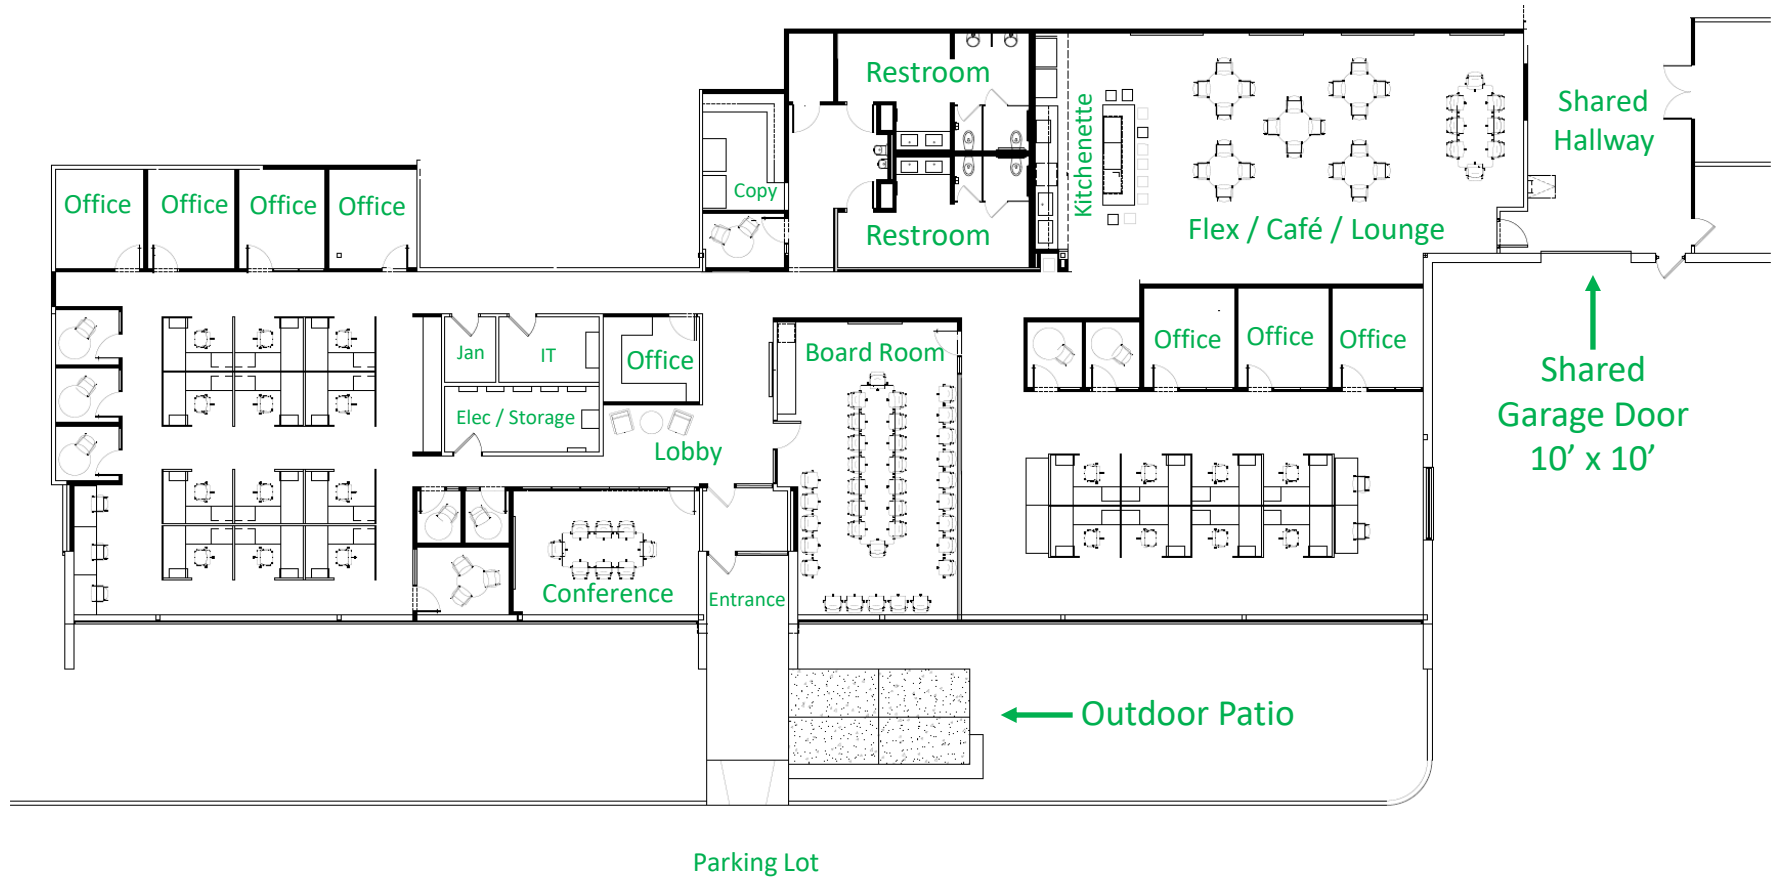 Restroom
Shared
Hallway
Kitchenette
Copy
Office
Office
Office
Office
Restroom
Flex / Café / Lounge
Office
Office
Office
Jan
IT
Office
Board Room
Shared
Garage Door
10’ x 10’
Elec / Storage
Lobby
Conference
Entrance
Outdoor Patio
Parking Lot